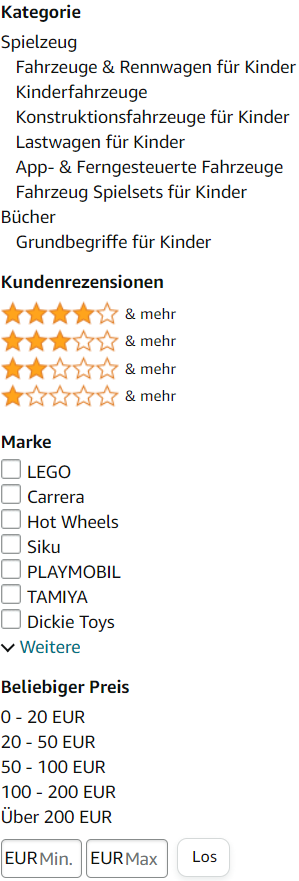 Kategorie
Spielzeug
Fahrzeuge & Rennwagen für Kinder
Kinderfahrzeuge
Konstruktionsfahrzeuge für Kinder
Lastwagen für Kinder
App- & Ferngesteuerte Fahrzeuge
Fahrzeug Spielsets für Kinder
Bücher
Grundbegriffe für Kinder
Kundenrezensionen
& mehr
& mehr
& mehr
& mehr
Marke
LEGO
Carrera
Hot Wheels
Siku
PLAYMOBIL
TAMIYA
Dickie Toys
Weitere
Beliebiger Preis
0 - 20 EUR
20 - 50 EUR
50 - 100 EUR
100 - 200 EUR
Über 200 EUR
EUR Min. EUR Max Los